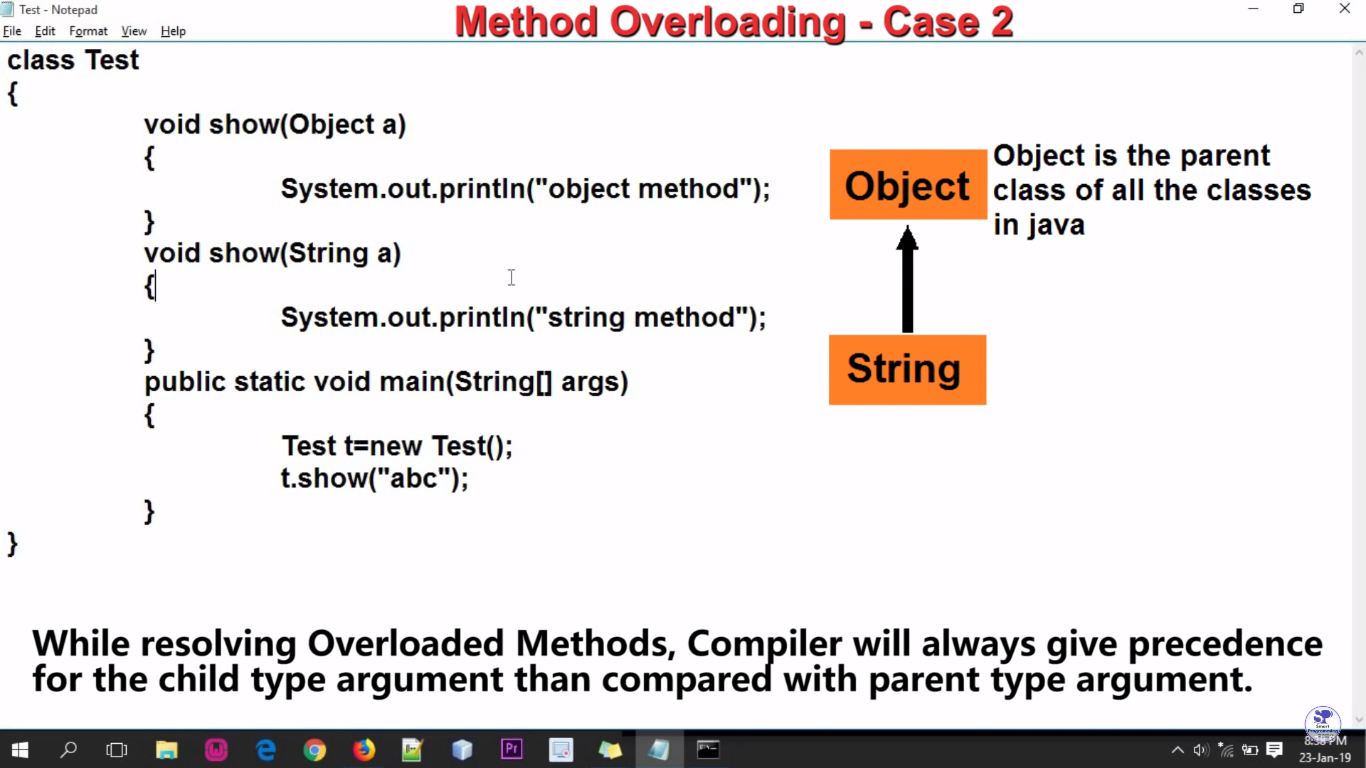 Test - Notepad
Method Overloading - Case 2
File Edit Format View Help
class Test
{
void show(Object a)
{
System.out.println("object method");
}
void show(String a)
{
System.out.println("string method");
}
public static void main(String[] args)
{
Test t=new Test();
t.show("abc");
}
}
Object
Object is the parent
class of all the classes
in java
String
While resolving Overloaded Methods, Compiler will always give precedence
for the child type argument than compared with parent type argument.
Pr
8:38 PM
23-Jan-19